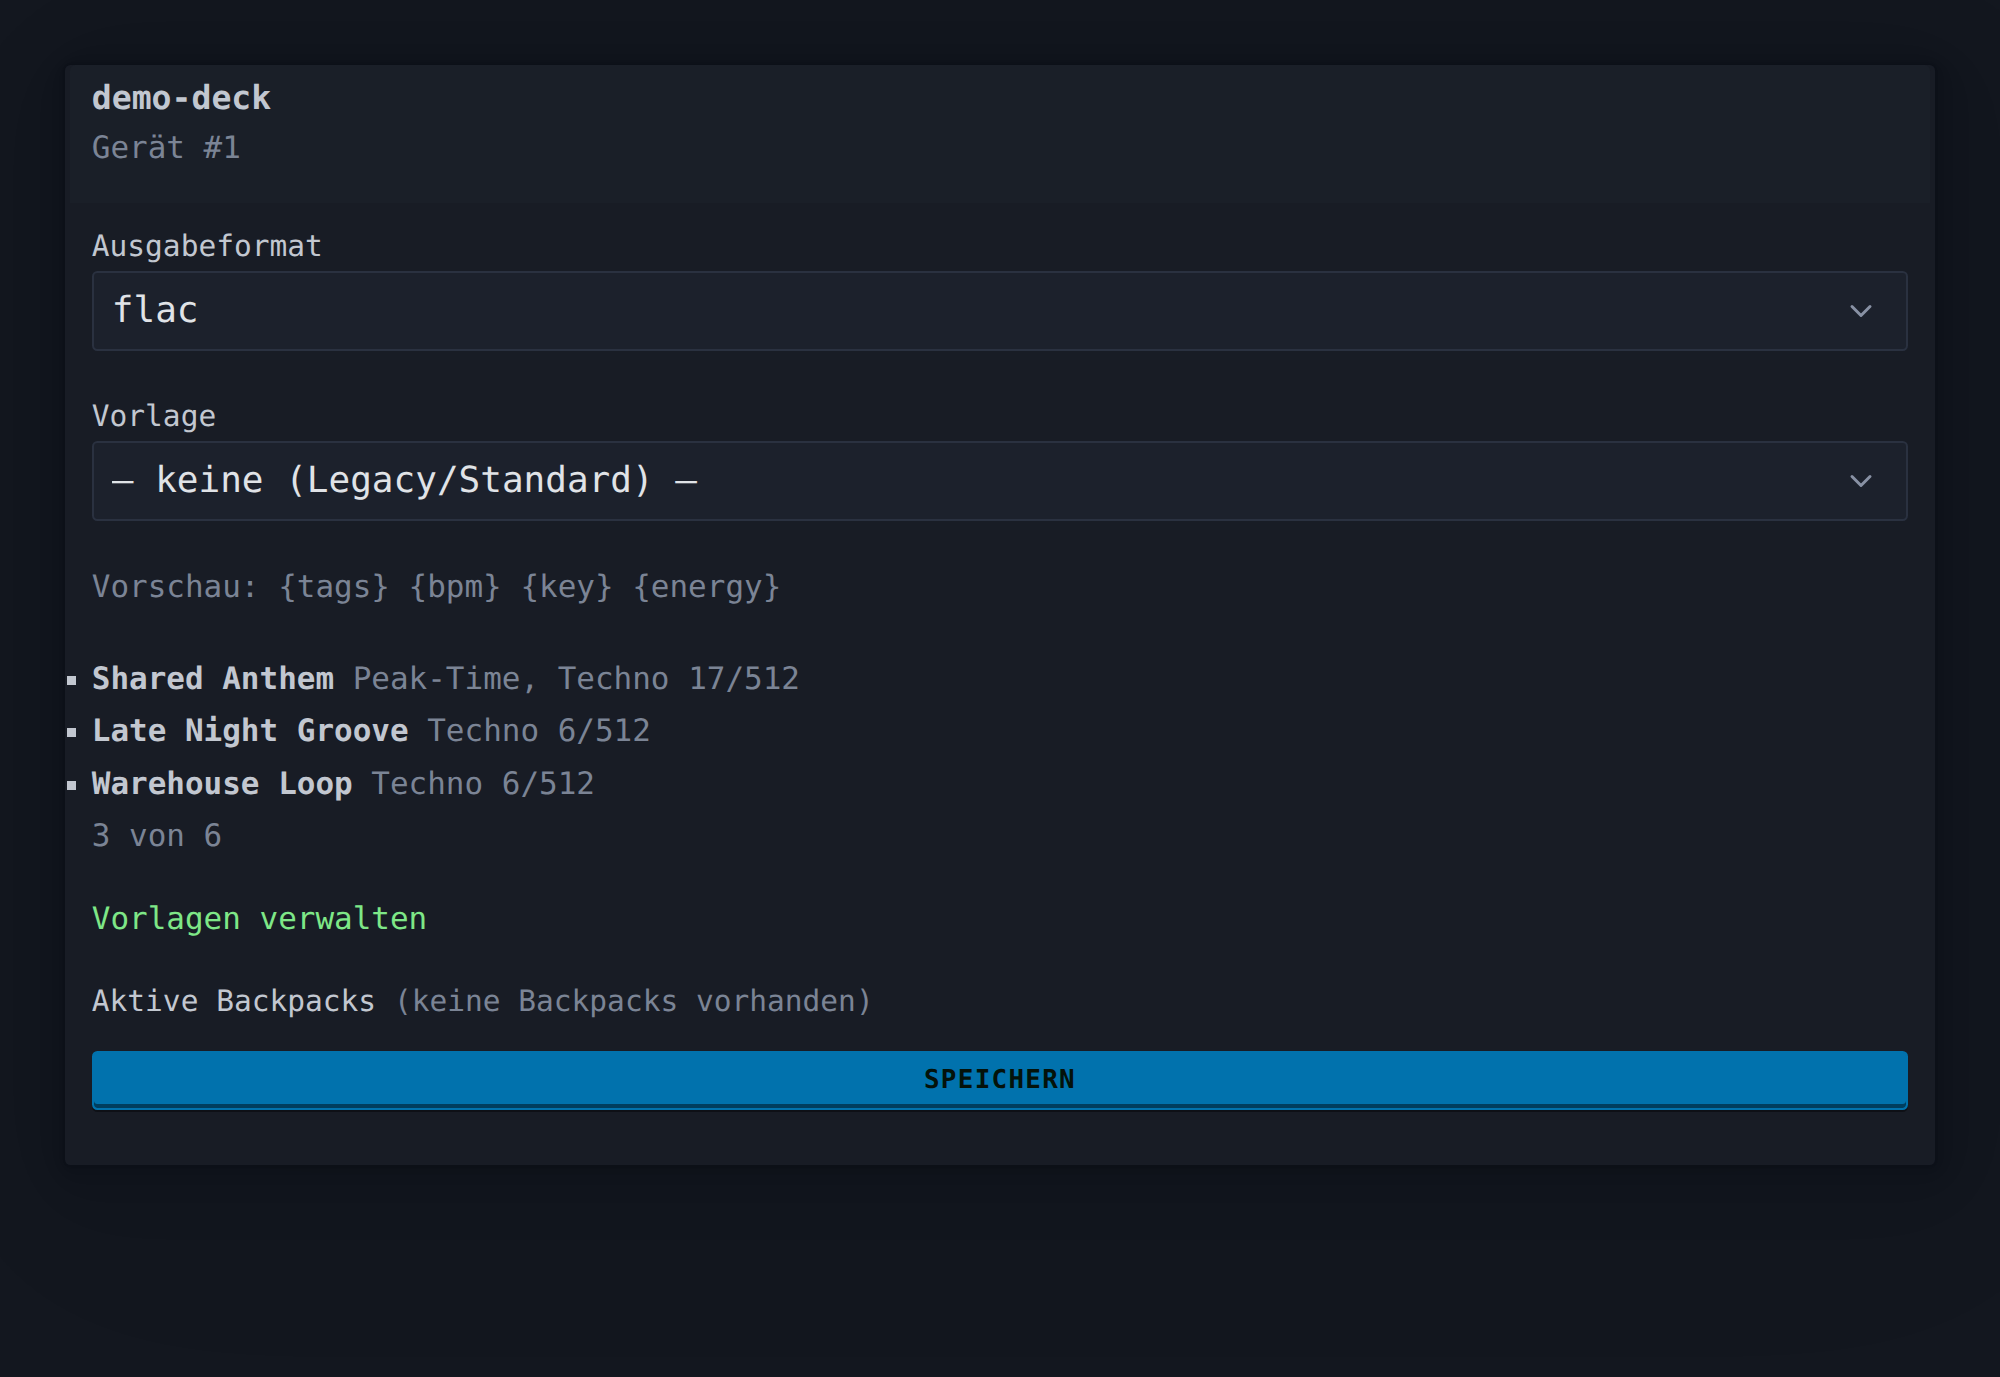 demo-deck
Gerät #1
Ausgabeformat
flac
Vorlage
— keine (Legacy/Standard) —
Vorschau: {tags} {bpm} {key} {energy}
Shared Anthem Peak-Time, Techno 17/512
Late Night Groove Techno 6/512
Warehouse Loop Techno 6/512
3 von 6
Vorlagen verwalten
Aktive Backpacks (keine Backpacks vorhanden)
SPEICHERN